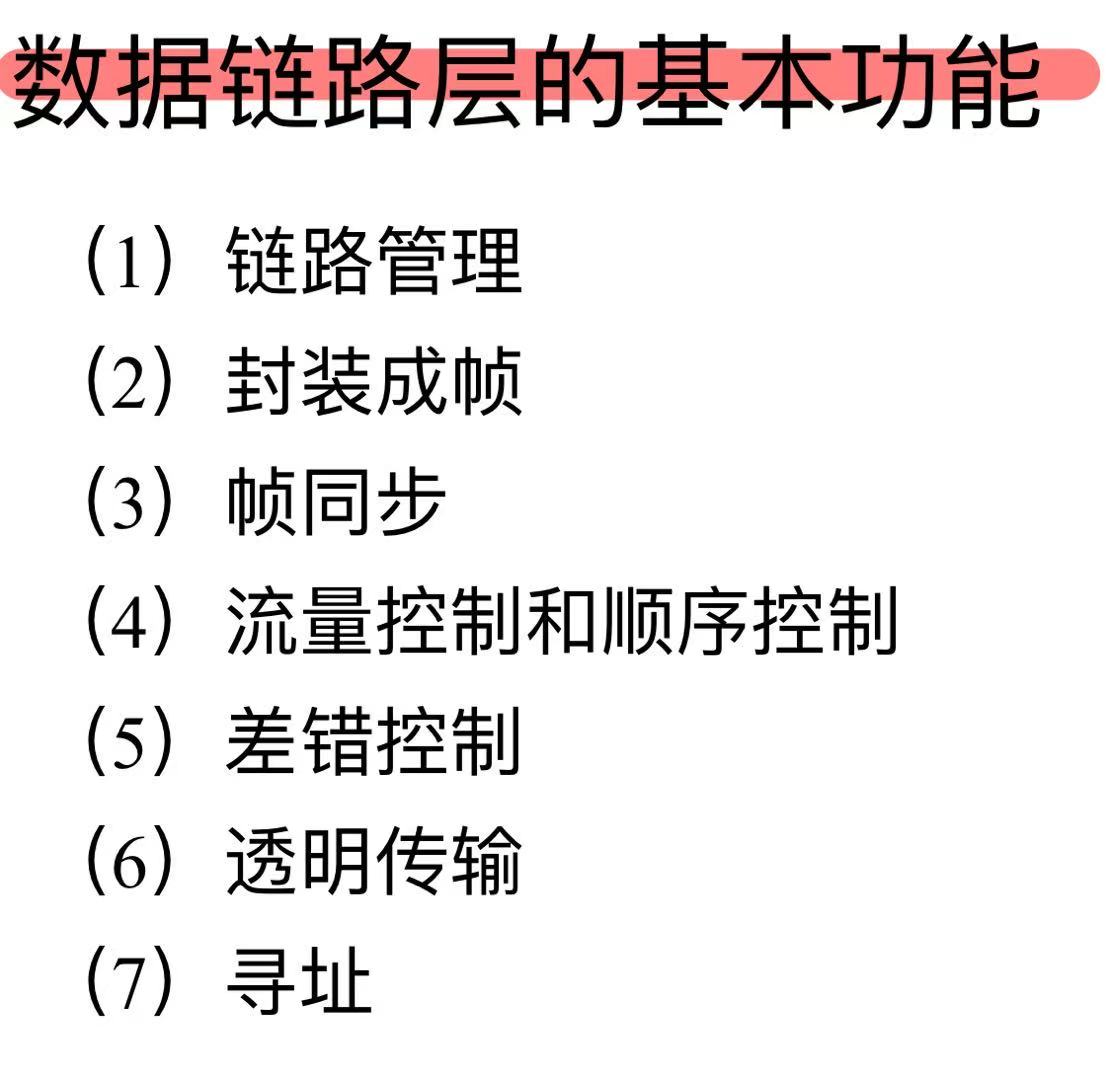 数据链路层的基本功能
（1）链路管理
（2）封装成帧
（3）帧同步
（4）流量控制和顺序控制
（5）差错控制
（6）透明传输
（7）寻址